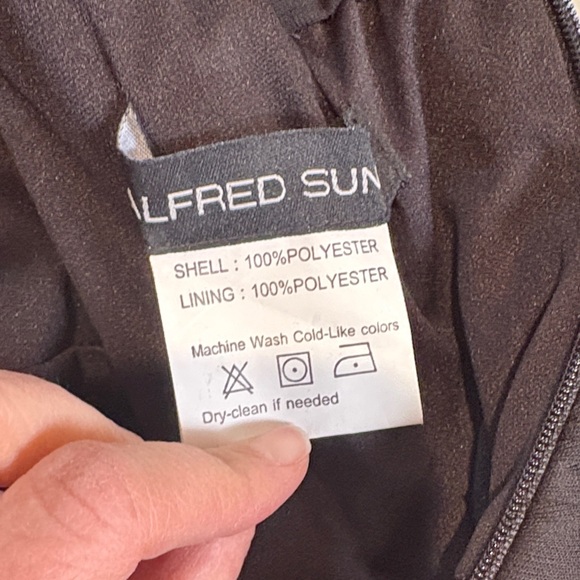 ALFRED SUN
SHELL : 100%POLYESTER
LINING : 100%POLYESTER
Machine Wash Cold-Like colors
Dry-clean if needed